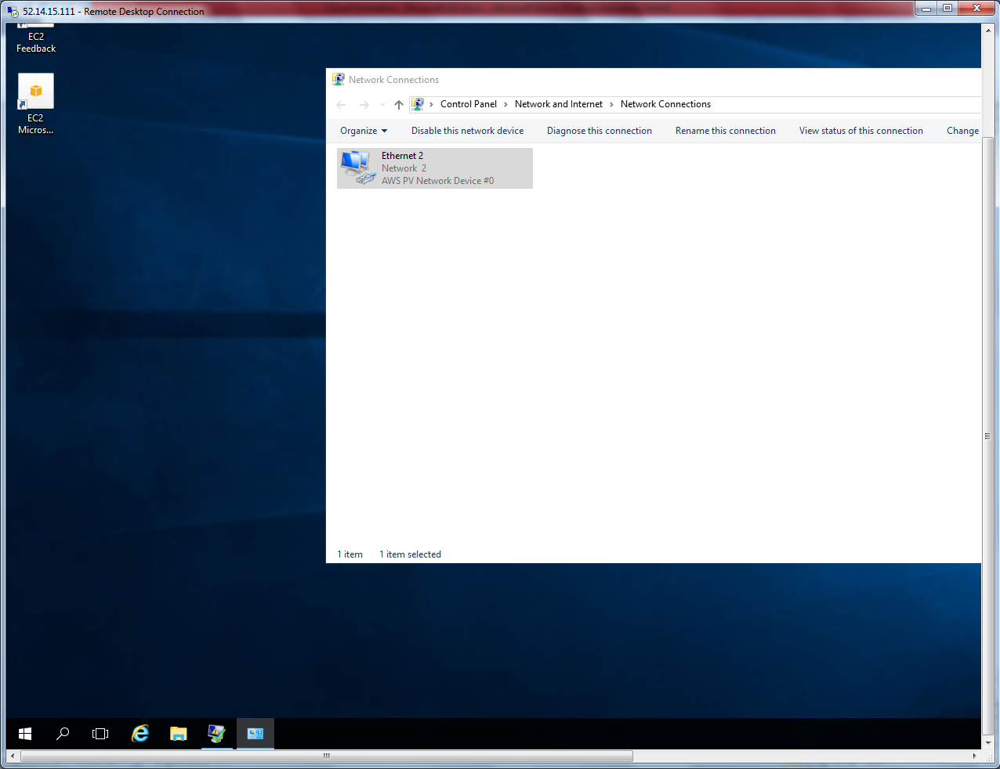 52.14.15.111 - Remote Desktop Connection
EC2
Feedback
EC2
Micros...
Network Connections
Control Panel > Network and Internet > Network Connections
Organize Disable this network device Diagnose this connection Rename this connection View status of this connection Change
Ethernet 2
Network 2
AWS PV Network Device #0
1 item 1 item selected